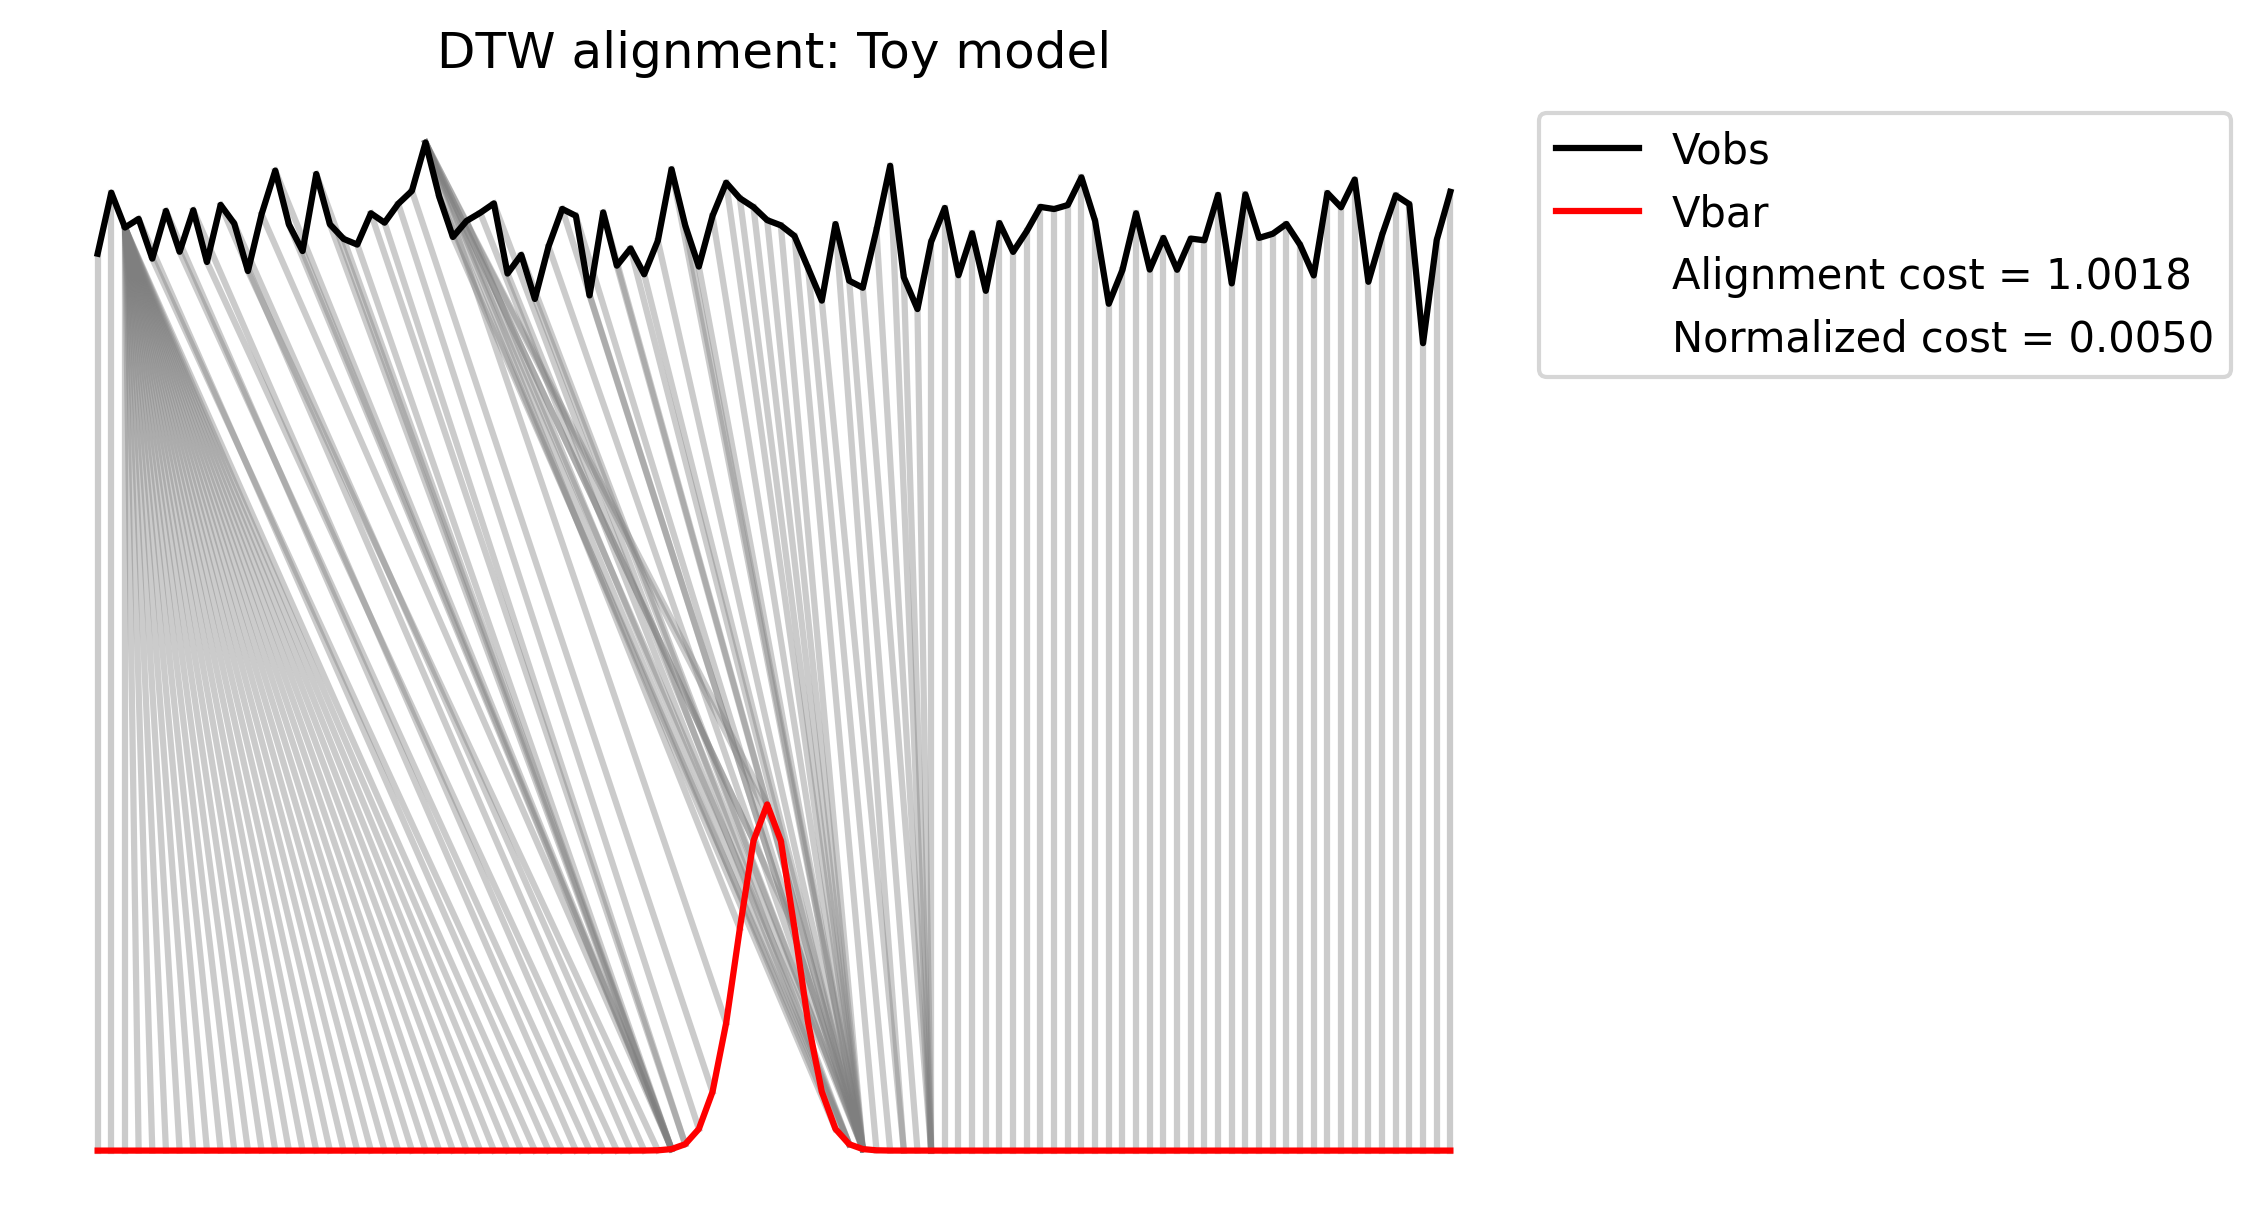 DTW alignment: Toy model
Vobs
Vbar
Alignment cost = 1.0018
Normalized cost = 0.0050